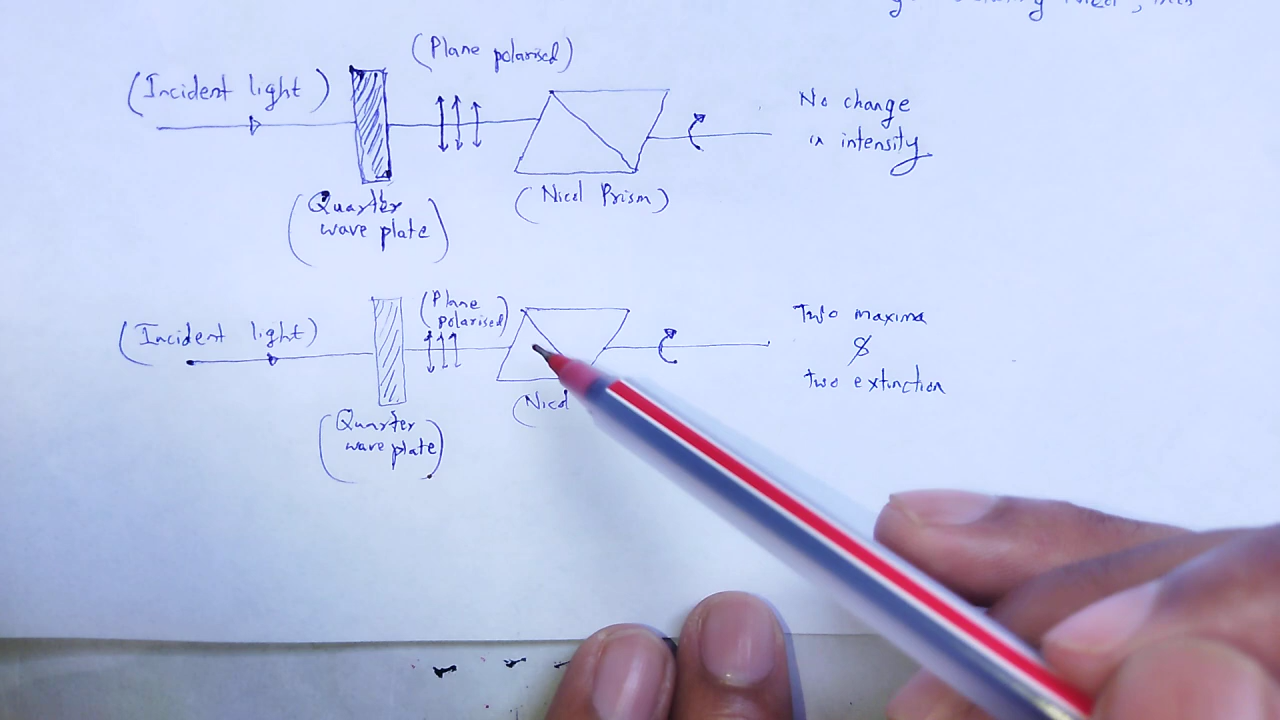 (Plane polarised)
(Incident light)
No change
in intensity
(Quarter
wave plate)
(Nicol Prism)
(Plane
polarised)
(Incident light)
Two maxima
&
two extinction
(Nicol
(Quarter
wave plate)